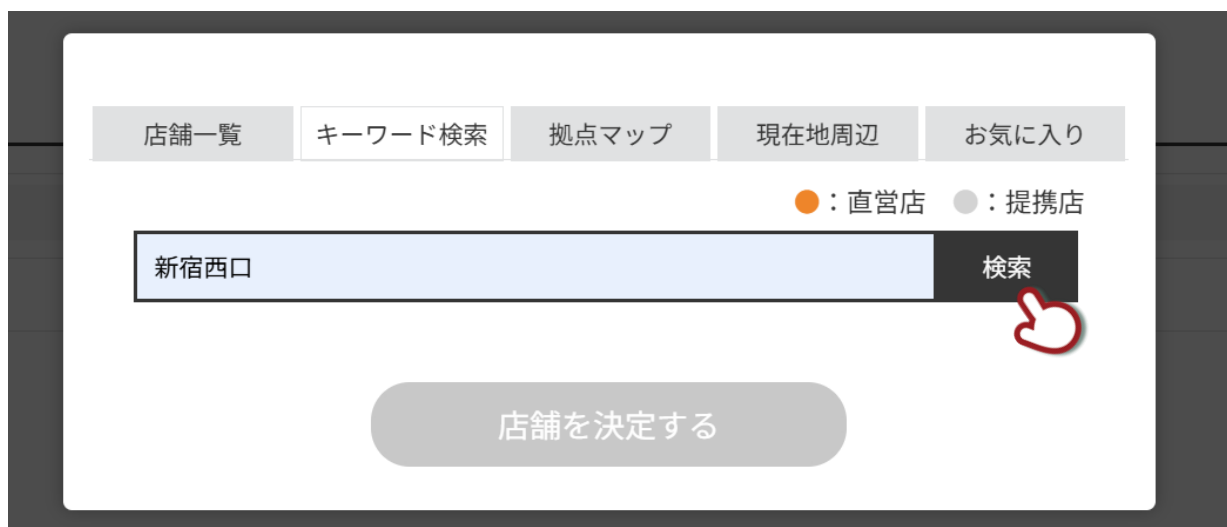 店舗一覧 キーワード検索 拠点マップ 現在地周辺 お気に入り
：直営店 ：提携店
新宿西口 検索
店舗を決定する